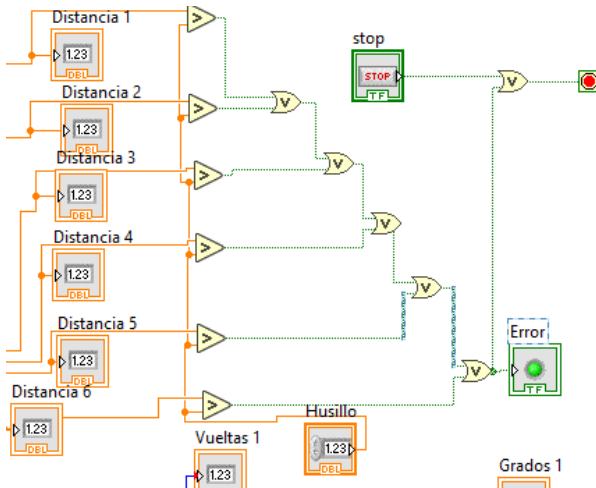 Distancia 1
1.23
DBL
stop
STOP
TF
Distancia 2
1.23
DBL
Distancia 3
1.23
DBL
Distancia 4
1.23
DBL
Distancia 5
1.23
DBL
Error
TF
Distancia 6
1.23
DBL
Husillo
1.23
DBL
Vueltas 1
1.23
Grados 1